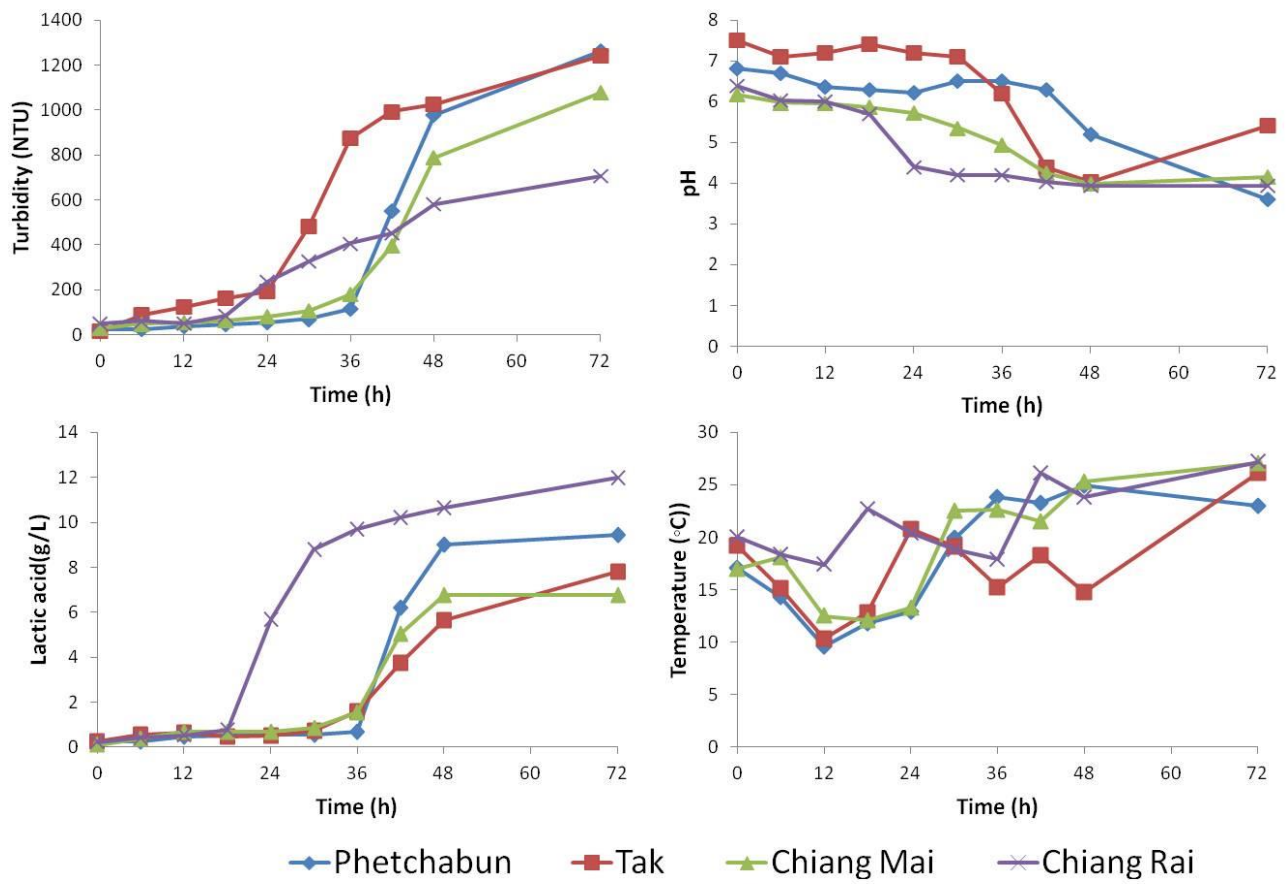 1400
1200
1000
800
600
400
200
0
Turbidity (NTU)
0 12 24 36 48 60 72
Time (h)
8
7
6
5
4
3
2
1
0
pH
0 12 24 36 48 60 72
Time (h)
14
12
10
8
6
4
2
0
Lactic acid(g/L)
0 12 24 36 48 60 72
Time (h)
30
25
20
15
10
5
0
Temperature (◦C))
0 12 24 36 48 60 72
Time (h)
Phetchabun Tak Chiang Mai Chiang Rai